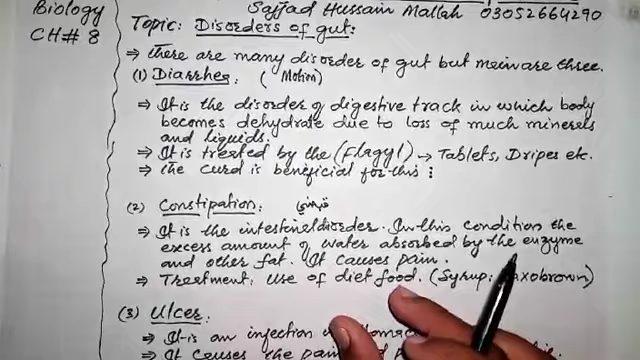 Biology
CH# 8
Sajjad Hussain Mallah 03052664290
Topic: Disorders of gut:
⇒ There are many disorder of gut but mein are three.
(1) Diarrhea: (Motion)
⇒ It is the disorder of digestive track in which body
becomes dehydrate due to loss of much minerals
and liquids.
⇒ It is treated by the (Flagyl) → Tablets, Dripes etc.
⇒ The curd is beneficial for this :
(2) Constipation: قبضی
⇒ It is the intestinal disorder. In this condition the
excess amount of water absorbed by the enzyme
and other fat. It causes pain.
⇒ Treatment: Use of diet food. (Syrup:
(3) Ulcer:
⇒ It is an injection
⇒ It causes the pain